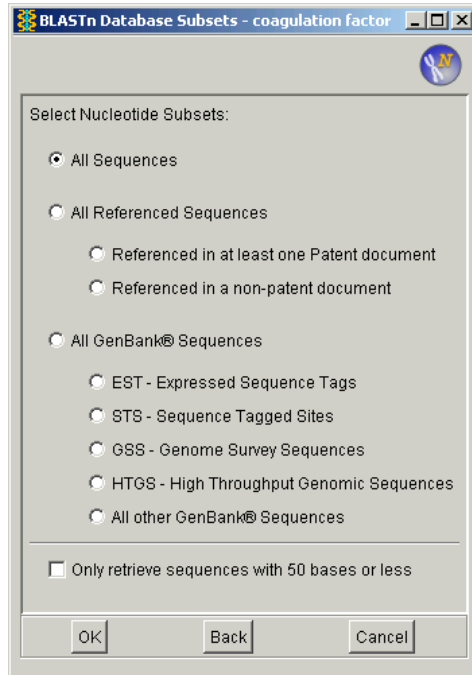 BLASTn Database Subsets - coagulation factor
N
Select Nucleotide Subsets:
All Sequences
All Referenced Sequences
Referenced in at least one Patent document
Referenced in a non-patent document
All GenBank® Sequences
EST - Expressed Sequence Tags
STS - Sequence Tagged Sites
GSS - Genome Survey Sequences
HTGS - High Throughput Genomic Sequences
All other GenBank® Sequences
Only retrieve sequences with 50 bases or less
OK Back Cancel